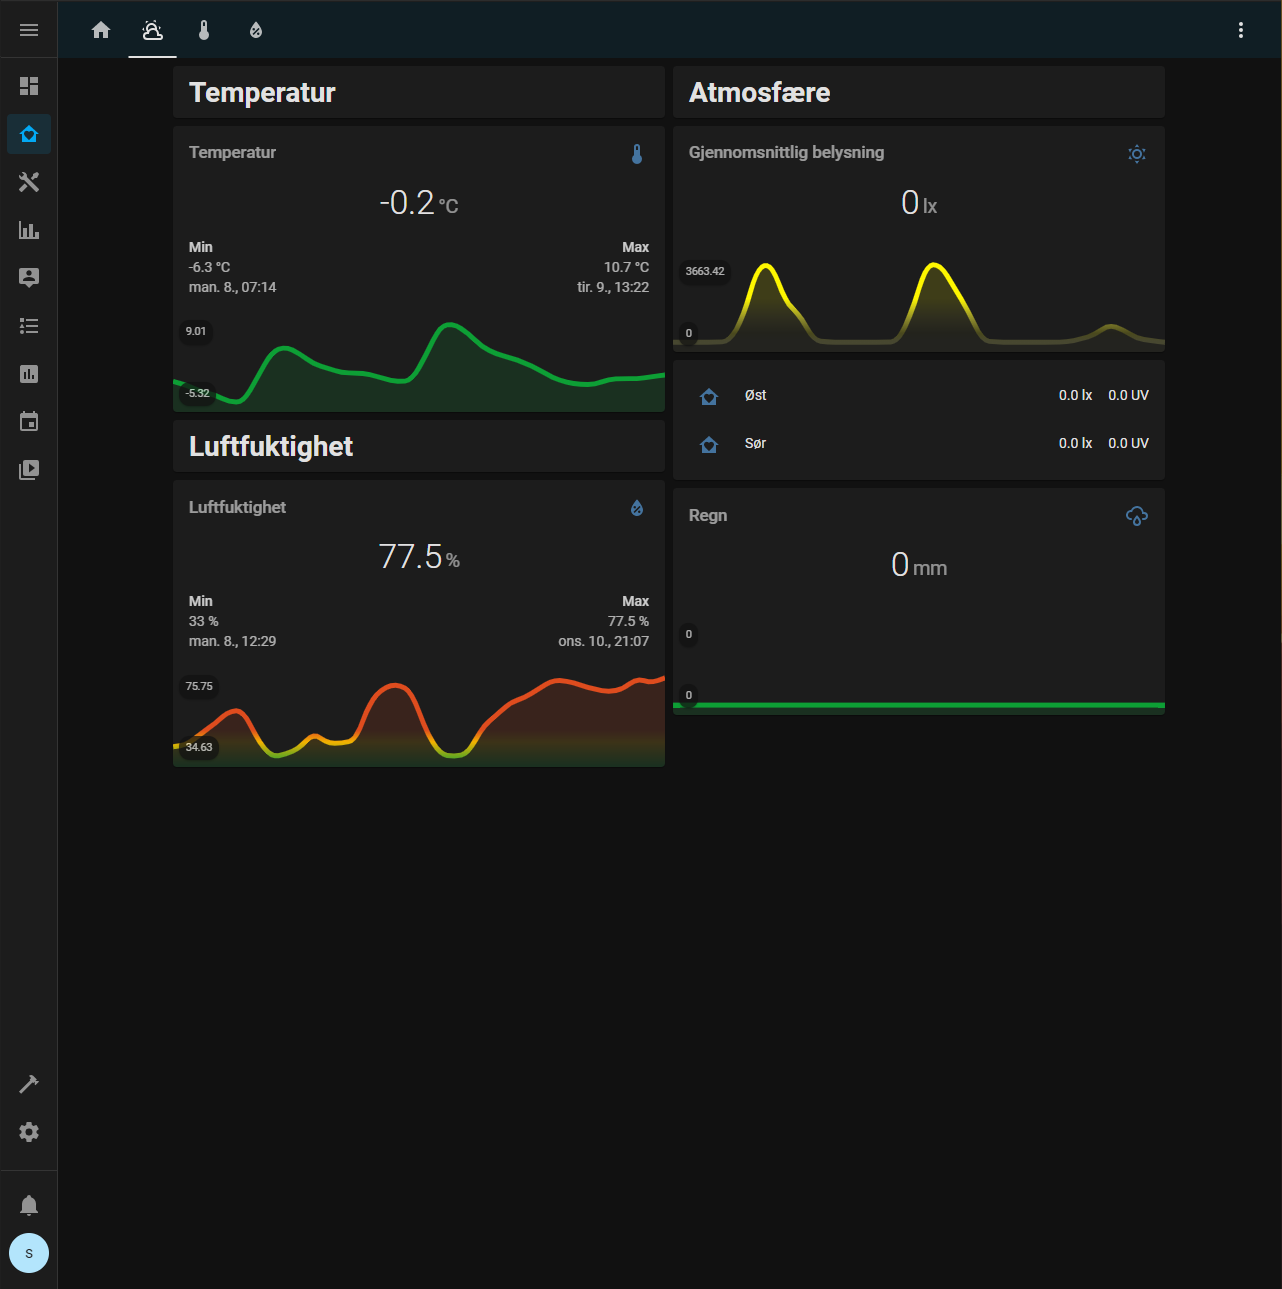 Temperatur
Temperatur
-0.2 °C
Min
Max
-6.3 °C
10.7 °C
man. 8., 07:14
tir. 9., 13:22
9.01
-5.32
Luftfuktighet
Luftfuktighet
77.5 %
Min
Max
33 %
77.5 %
man. 8., 12:29
ons. 10., 21:07
75.75
34.63
Atmosfære
Gjennomsnittlig belysning
0 lx
3663.42
0
Øst 0.0 lx 0.0 UV
Sør 0.0 lx 0.0 UV
Regn
0 mm
0
0
S